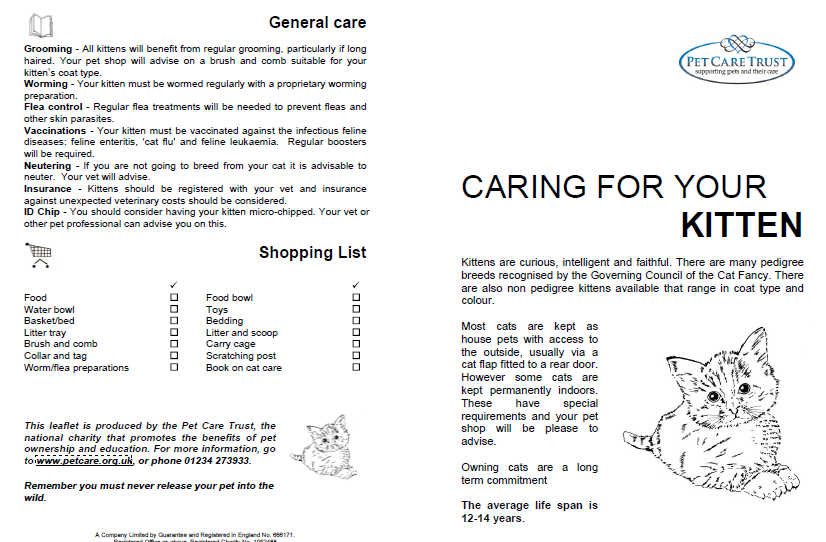 General care
Grooming - All kittens will benefit from regular grooming, particularly if long
haired. Your pet shop will advise on a brush and comb suitable for your
kitten's coat type.
Worming - Your kitten must be wormed regularly with a proprietary worming
preparation.
Flea control - Regular flea treatments will be needed to prevent fleas and
other skin parasites.
Vaccinations - Your kitten must be vaccinated against the infectious feline
diseases: feline enteritis, 'cat flu' and feline leukaemia. Regular boosters
will be required.
Neutering - If you are not going to breed from your cat it is advisable to
neuter. Your vet will advise.
Insurance - Kittens should be registered with your vet and insurance
against unexpected veterinary costs should be considered.
ID Chip - You should consider having your kitten micro-chipped. Your vet or
other pet professional can advise you on this.
Shopping List
✓ ✓
Food ☐ Food bowl ☐
Water bowl ☐ Toys ☐
Basket/bed ☐ Bedding ☐
Litter tray ☐ Litter and scoop ☐
Brush and comb ☐ Carry cage ☐
Collar and tag ☐ Scratching post ☐
Worm/flea preparations ☐ Book on cat care ☐
This leaflet is produced by the Pet Care Trust, the
national charity that promotes the benefits of pet
ownership and education. For more information, go
to www.petcare.org.uk, or phone 01234 273933.
Remember you must never release your pet into the
wild.
A Company Limited by Guarantee and Registered in England No. 666171.
Registered Office as above. Registered Charity No. 1052488
PET CARE TRUST
supporting pets and their care
CARING FOR YOUR
KITTEN
Kittens are curious, intelligent and faithful. There are many pedigree
breeds recognised by the Governing Council of the Cat Fancy. There
are also non pedigree kittens available that range in coat type and
colour.
Most cats are kept as
house pets with access to
the outside, usually via a
cat flap fitted to a rear door.
However some cats are
kept permanently indoors.
These have special
requirements and your pet
shop will be please to
advise.
Owning cats are a long
term commitment
The average life span is
12-14 years.